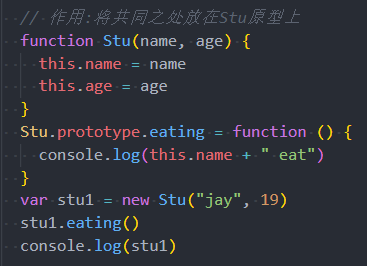 // 作用:将共同之处放在Stu原型上
function Stu(name, age) {
  this.name = name
  this.age = age
}
Stu.prototype.eating = function () {
  console.log(this.name + " eat")
}
var stu1 = new Stu("jay", 19)
stu1.eating()
console.log(stu1)